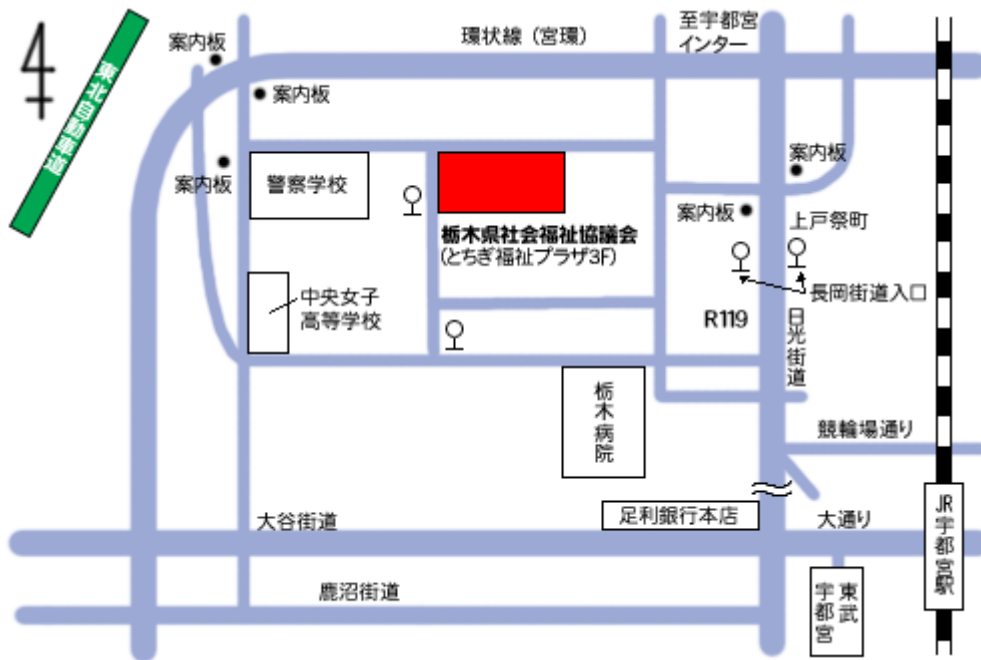 至宇都宮
インター
環状線（宮環）
案内板
東北自動車道
案内板
案内板
警察学校
案内板
案内板
上戸祭町
栃木県社会福祉協議会
(とちぎ福祉プラザ3F)
中央女子
高等学校
長岡街道入口
R119
日光街道
栃木病院
競輪場通り
足利銀行本店
大谷街道
大通り
JR宇都宮駅
鹿沼街道
東武
宇都宮